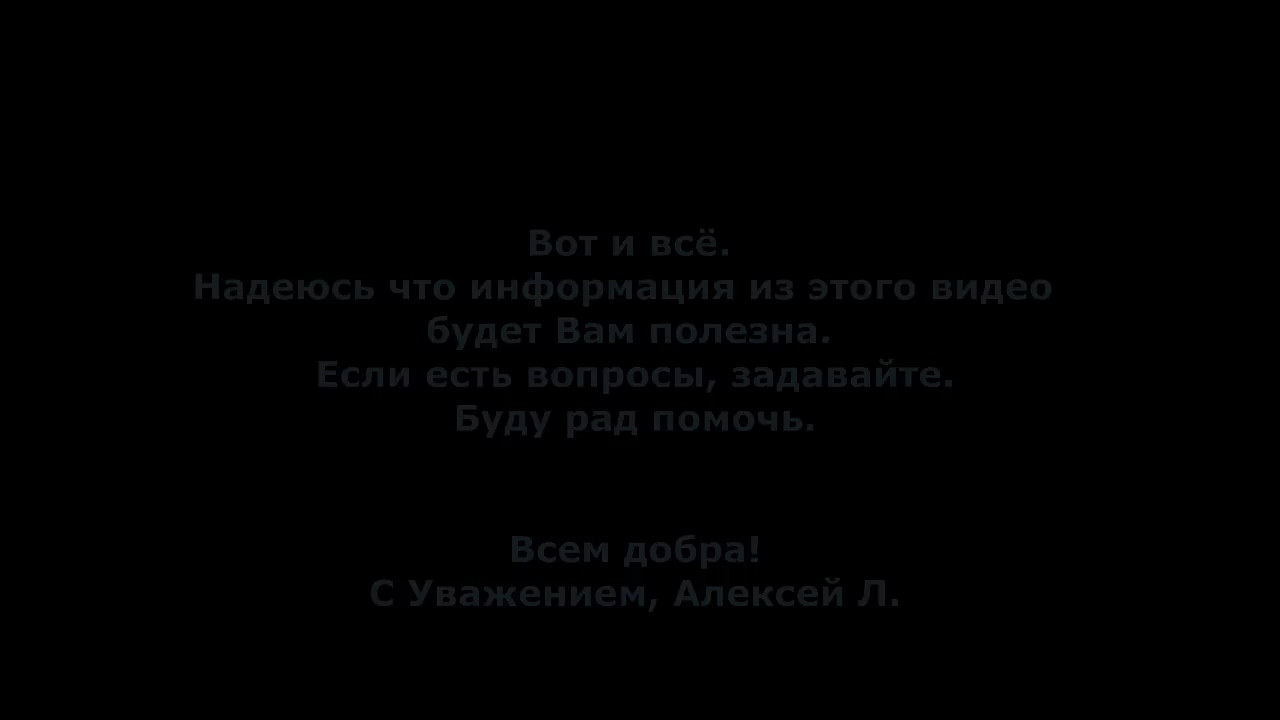 Вот и всё.
Надеюсь что информация из этого видео
будет Вам полезна.
Если есть вопросы, задавайте.
Буду рад помочь.
Всем добра!
С Уважением, Алексей Л.